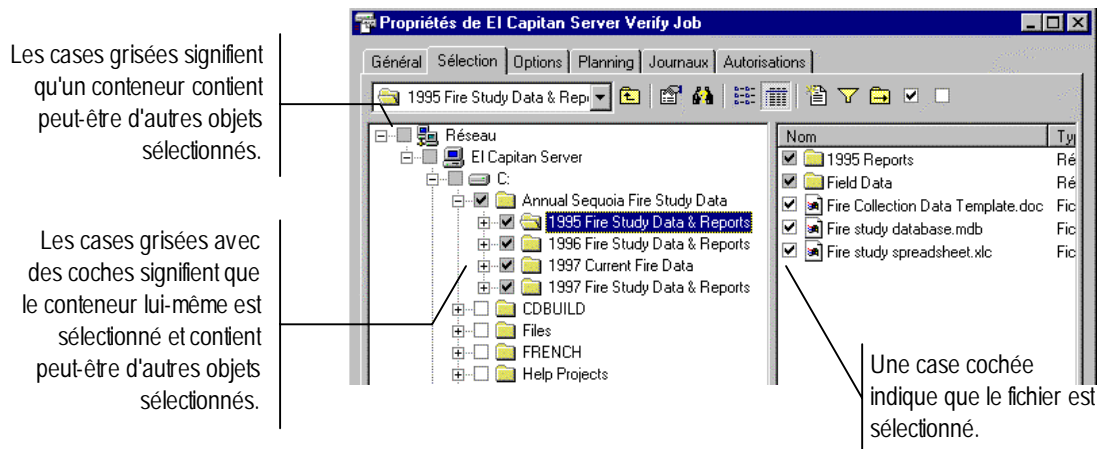 Les cases grisées signifient
qu'un conteneur contient
peut-être d'autres objets
sélectionnés.
Les cases grisées avec
des coches signifient que
le conteneur lui-même est
sélectionné et contient
peut-être d'autres objets
sélectionnés.
Propriétés de El Capitan Server Verify Job
Général Sélection Options Planning Journaux Autorisations
1995 Fire Study Data & Rep
Réseau
El Capitan Server
C:
Annual Sequoia Fire Study Data
1995 Fire Study Data & Reports
1996 Fire Study Data & Reports
1997 Current Fire Data
1997 Fire Study Data & Reports
CDBUILD
Files
FRENCH
Help Projects
Nom Ty
1995 Reports Ré
Field Data Ré
Fire Collection Data Template.doc Fic
Fire study database.mdb Fic
Fire study spreadsheet.xlc Fic
Une case cochée
indique que le fichier est
sélectionné.